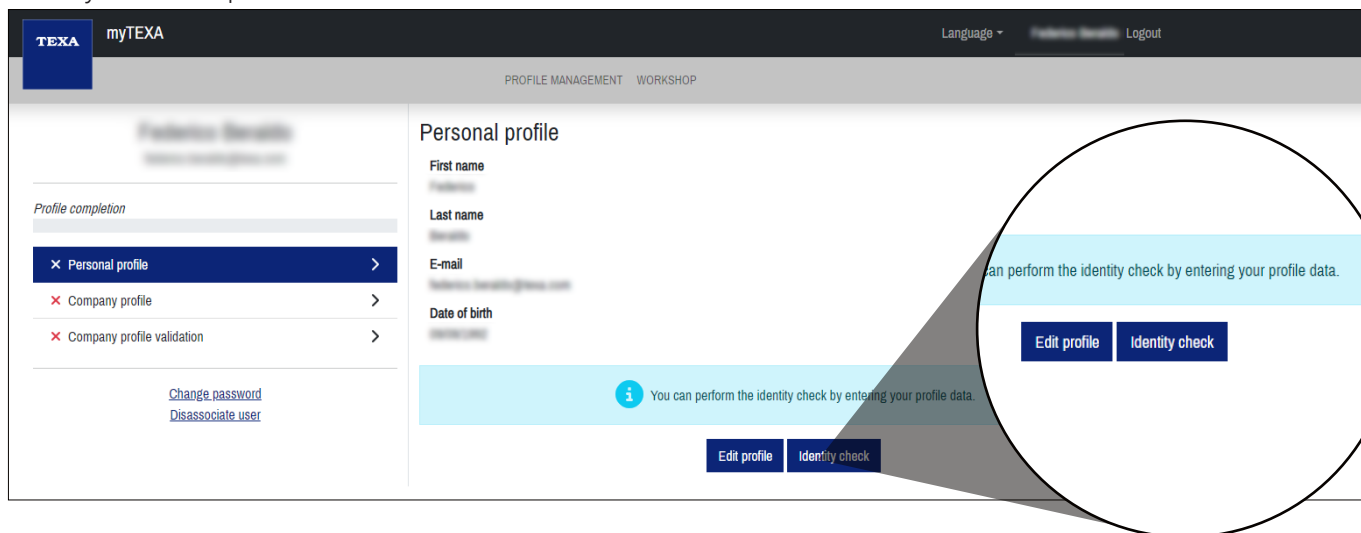 TEXA
myTEXA
Language
Logout
PROFILE MANAGEMENT WORKSHOP
Profile completion
Personal profile
Company profile
Company profile validation
Change password
Disassociate user
Personal profile
First name
Last name
E-mail
Date of birth
You can perform the identity check by entering your profile data.
Edit profile Identity check
an perform the identity check by entering your profile data.
Edit profile Identity check